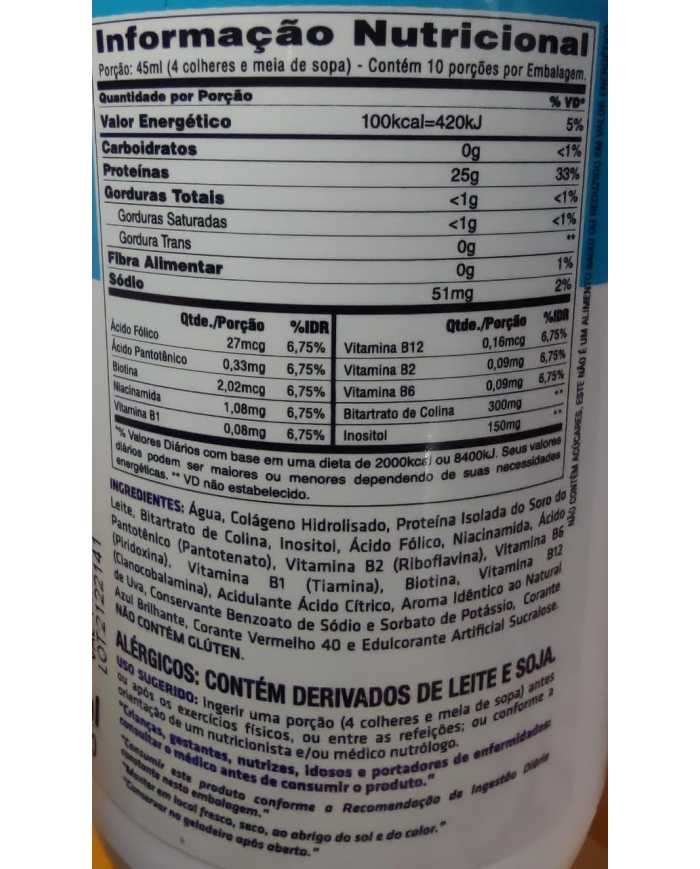 Informação Nutricional
Porção: 45ml (4 colheres e meia de sopa) - Contém 10 porções por Embalagem.
Quantidade por Porção % VD*
Valor Energético 100kcal=420kJ 5%
Carboidratos 0g <1%
Proteínas 25g 33%
Gorduras Totais <1g <1%
Gorduras Saturadas <1g <1%
Gordura Trans 0g **
Fibra Alimentar 0g 1%
Sódio 51mg 2%
Qtde./Porção %IDR Qtde./Porção %IDR
Ácido Fólico 27mcg 6,75% Vitamina B12 0,16mcg 6,75%
Ácido Pantotênico 0,33mg 6,75% Vitamina B2 0,09mg 6,75%
Biotina 2,02mcg 6,75% Vitamina B6 0,09mg 6,75%
Niacinamida 1,08mg 6,75% Bitartrato de Colina 300mg **
Vitamina B1 0,08mg 6,75% Inositol 150mg **
*% Valores Diários com base em uma dieta de 2000kcal ou 8400kJ. Seus valores
diários podem ser maiores ou menores dependendo de suas necessidades
energéticas. ** VD não estabelecido.
INGREDIENTES: Água, Colágeno Hidrolisado, Proteína Isolada do Soro do
Leite, Bitartrato de Colina, Inositol, Ácido Fólico, Niacinamida, Ácido
Pantotênico (Pantotenato), Vitamina B2 (Riboflavina), Vitamina B6
(Piridoxina), Vitamina B1 (Tiamina), Biotina, Vitamina B12
(Cianocobalamina), Acidulante Ácido Cítrico, Aroma Idêntico ao Natural
de Uva, Conservante Benzoato de Sódio e Sorbato de Potássio, Corante
Azul Brilhante, Corante Vermelho 40 e Edulcorante Artificial Sucralose.
NÃO CONTÉM GLÚTEN.
ALÉRGICOS: CONTÉM DERIVADOS DE LEITE E SOJA.
USO SUGERIDO: Ingerir uma porção (4 colheres e meia de sopa) antes
ou após os exercícios físicos, ou entre as refeições; ou conforme a
orientação de um nutricionista e/ou médico nutrólogo.
"Crianças, gestantes, nutrizes, idosos e portadores de enfermidades:
consultar o médico antes de consumir o produto."
"Consumir este produto conforme a Recomendação de Ingestão Diária
constante nesta embalagem."
"Manter em local fresco, seco, ao abrigo do sol e do calor."
"Conservar na geladeira após aberto."
NÃO CONTÉM AÇÚCARES, ESTE NÃO É UM ALIMENTO BAIXO OU REDUZIDO EM VALOR ENERGÉTICO
LOT:2122141